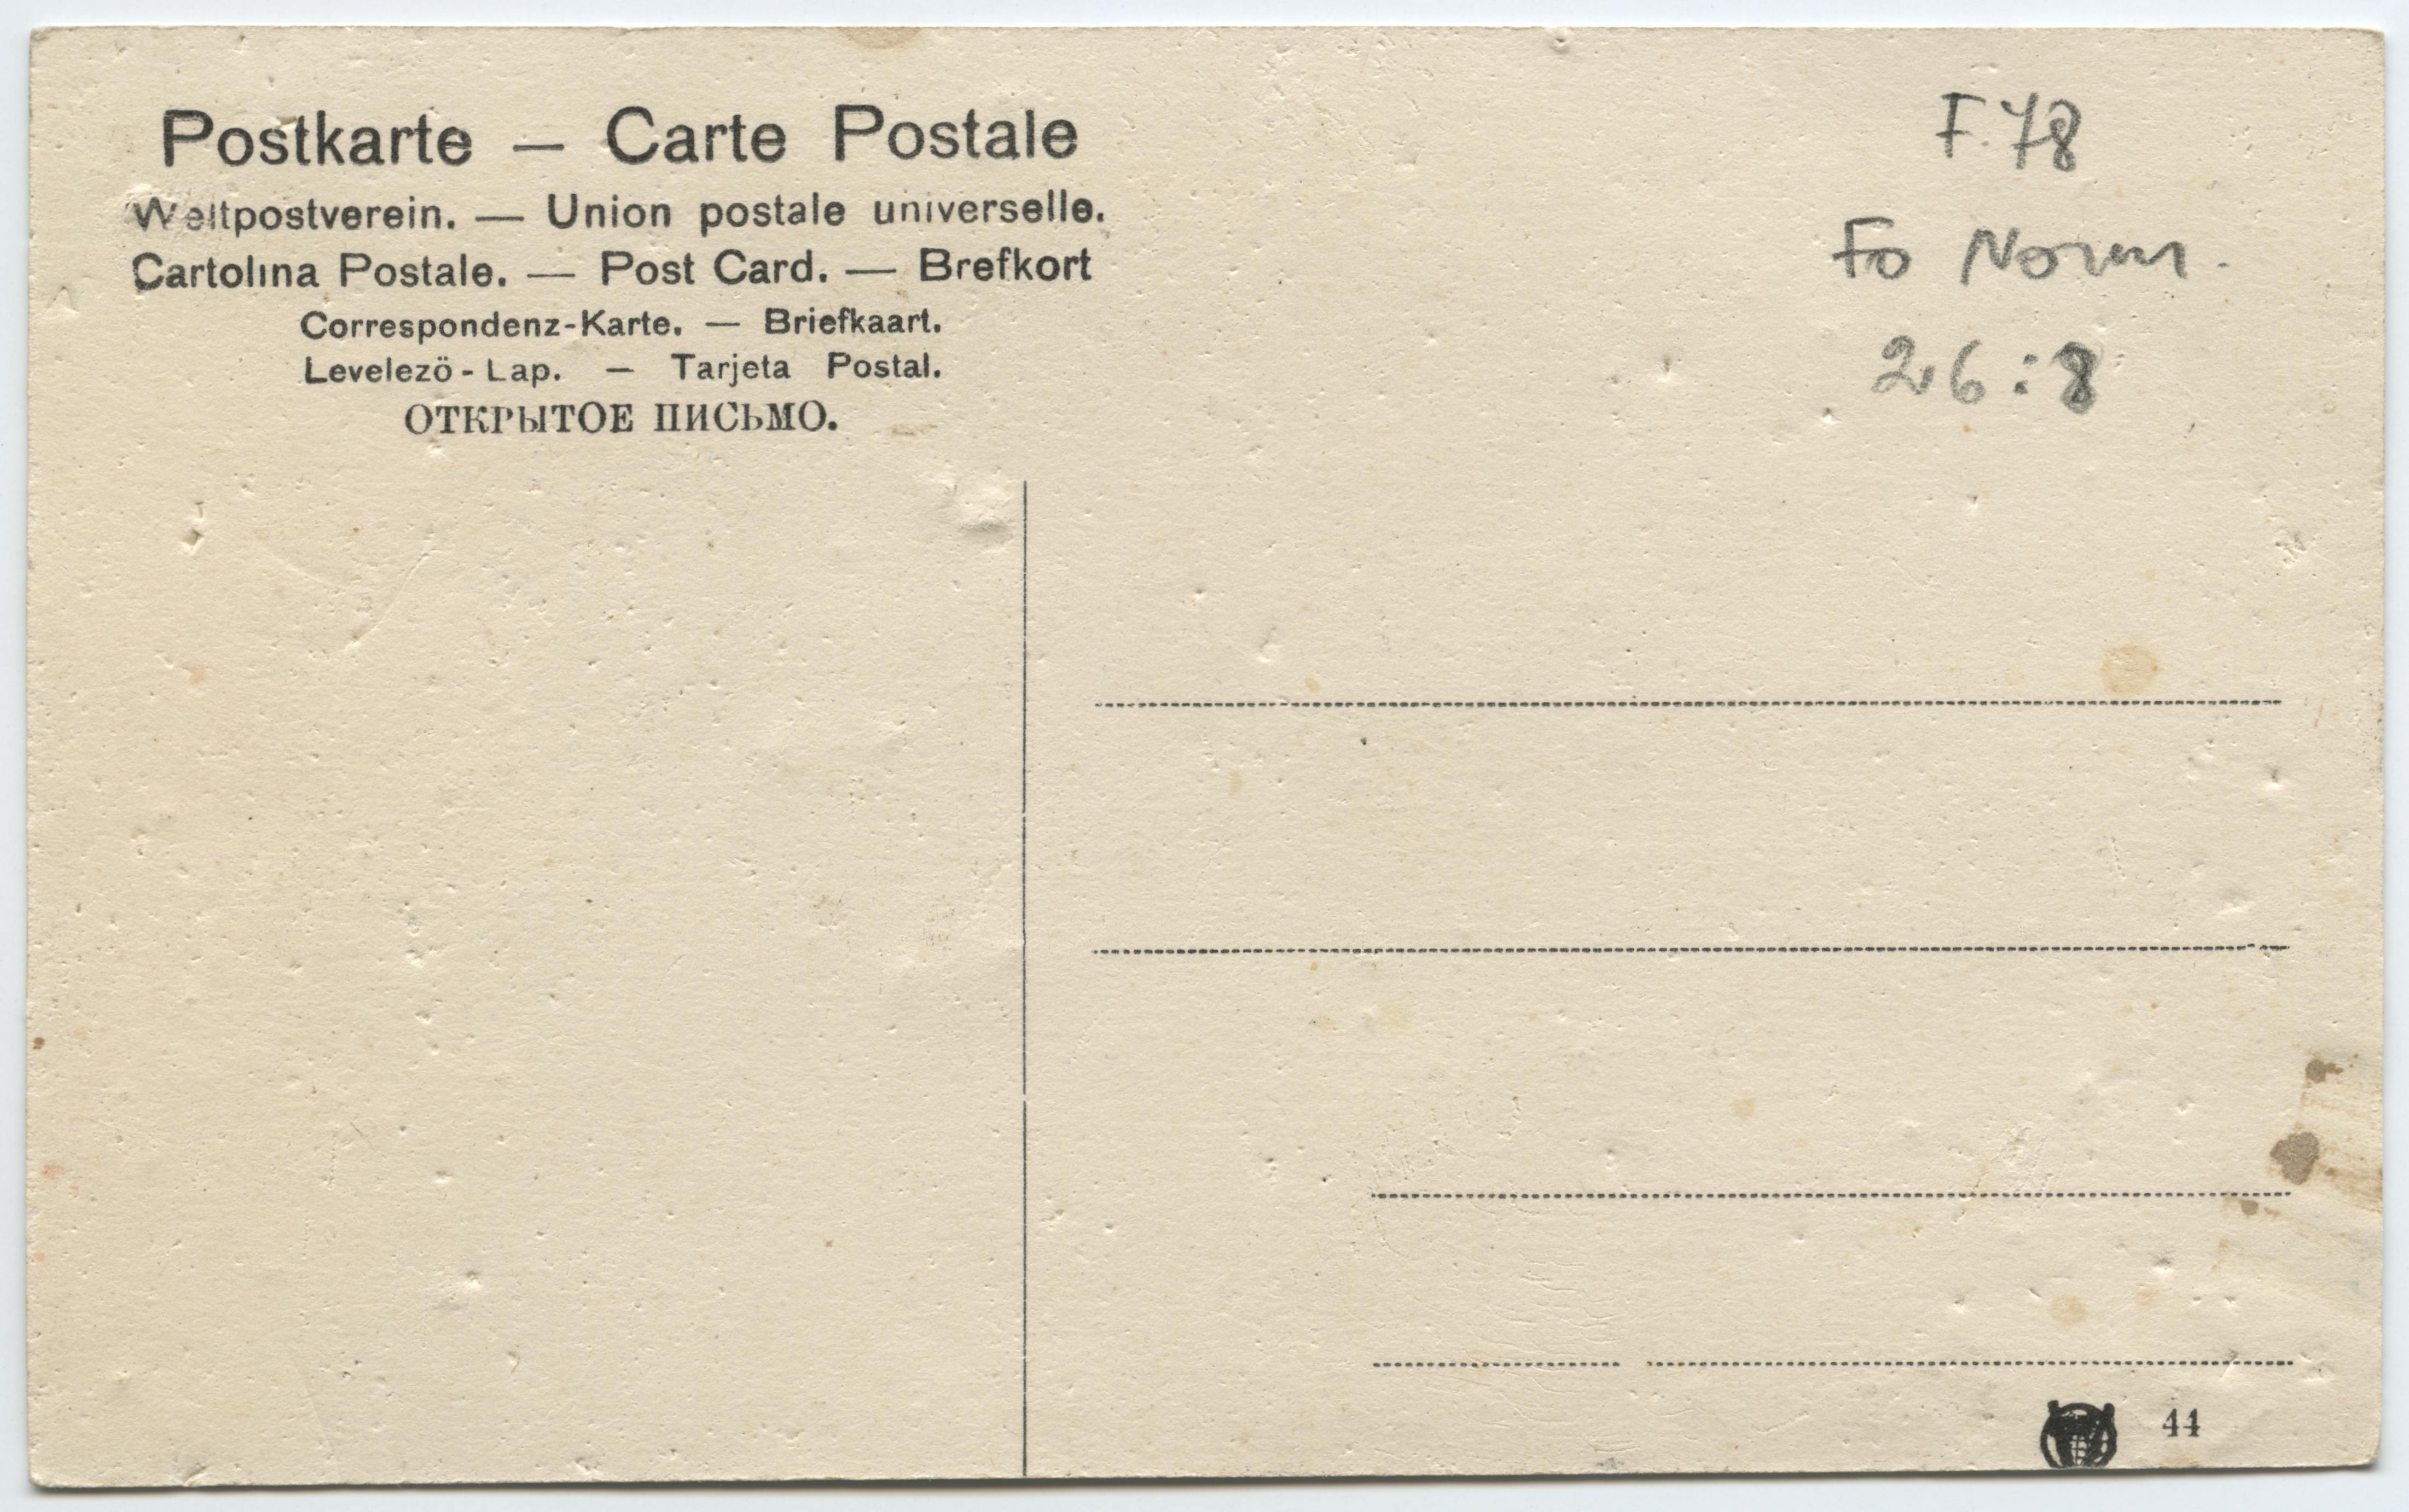 Postkarte — Carte Postale
Weltpostverein. — Union postale universelle.
Cartolina Postale. — Post Card. — Brefkort
Correspondenz-Karte. — Briefkaart.
Levelezö-Lap. — Tarjeta Postal.
ОТКРЫТОЕ ПИСЬМО.
F.78
Fo
26:8
44